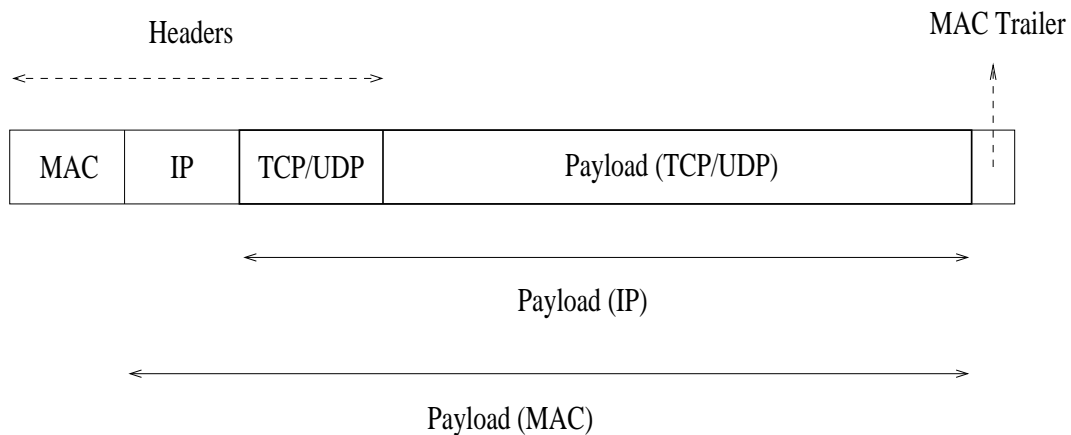 MAC Trailer
Headers
MAC
IP
TCP/UDP
Payload (TCP/UDP)
Payload (IP)
Payload (MAC)